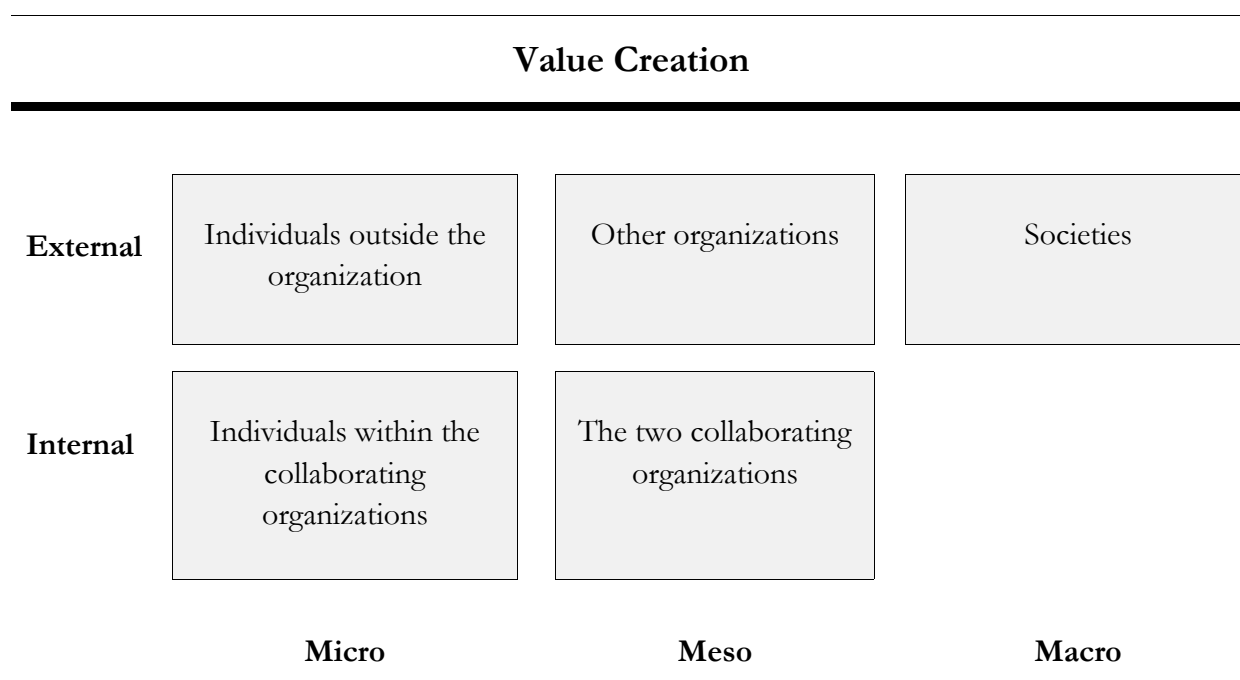 Value Creation
External
Individuals outside the
organization
Other organizations
Societies
Internal
Individuals within the
collaborating
organizations
The two collaborating
organizations
Micro
Meso
Macro